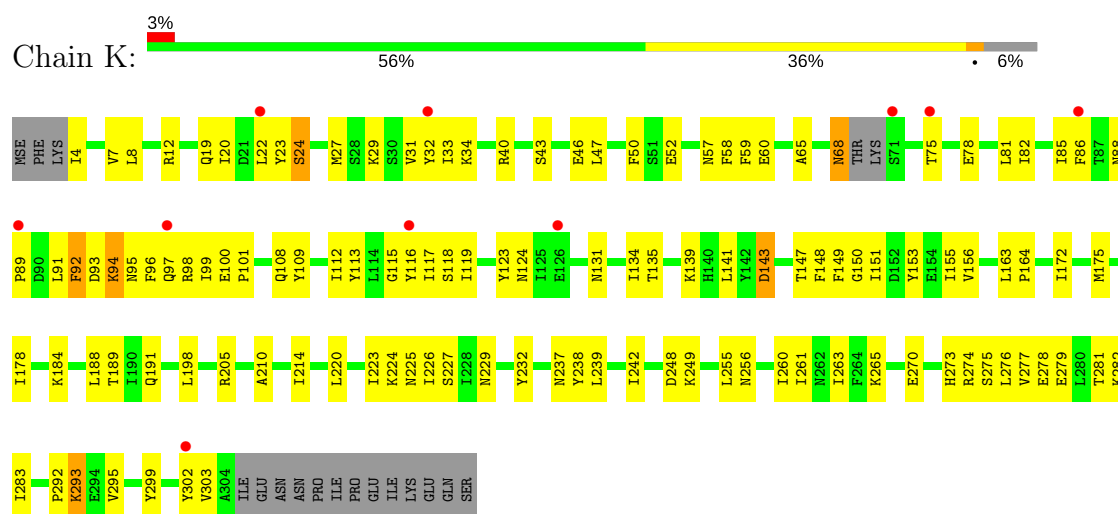 3%
Chain K:
56% 36% • 6%
MSE PHE LYS I4 V7 L8 R12 Q19 I20 D21 L22 Y23 S24 M27 S28 K29 S30 V31 Y32 I33 K34 R40 S43 E46 L47 F50 S51 E52 N57 F58 F59 E60 A65 N68 THR LYS S71 T75 E78 L81 I82 I85 F86 T87 N88
P89 D90 L91 F92 D93 K94 N95 F96 Q97 R98 I99 E100 P101 Q108 Y109 I112 Y113 L114 G115 Y116 I117 S118 I119 Y123 N124 I125 E126 N131 I134 T135 K139 H140 L141 Y142 D143 T147 F148 F149 G150 I151 D152 Y153 E154 I155 V156 L163 P164 I172 M175
I178 K184 L188 T189 I190 Q191 L198 R205 A210 I214 L220 I223 K224 N225 I226 S227 I228 N229 Y232 N237 Y238 L239 I242 D248 K249 L255 N256 I260 I261 N262 I263 F264 K265 E270 H273 R274 S275 L276 V277 E278 E279 L280 T281 K282
I283 P292 K293 E294 V295 Y299 Y302 V303 A304 ILE GLU ASN ASN PRO ILE PRO GLU ILE LYS GLU GLN SER